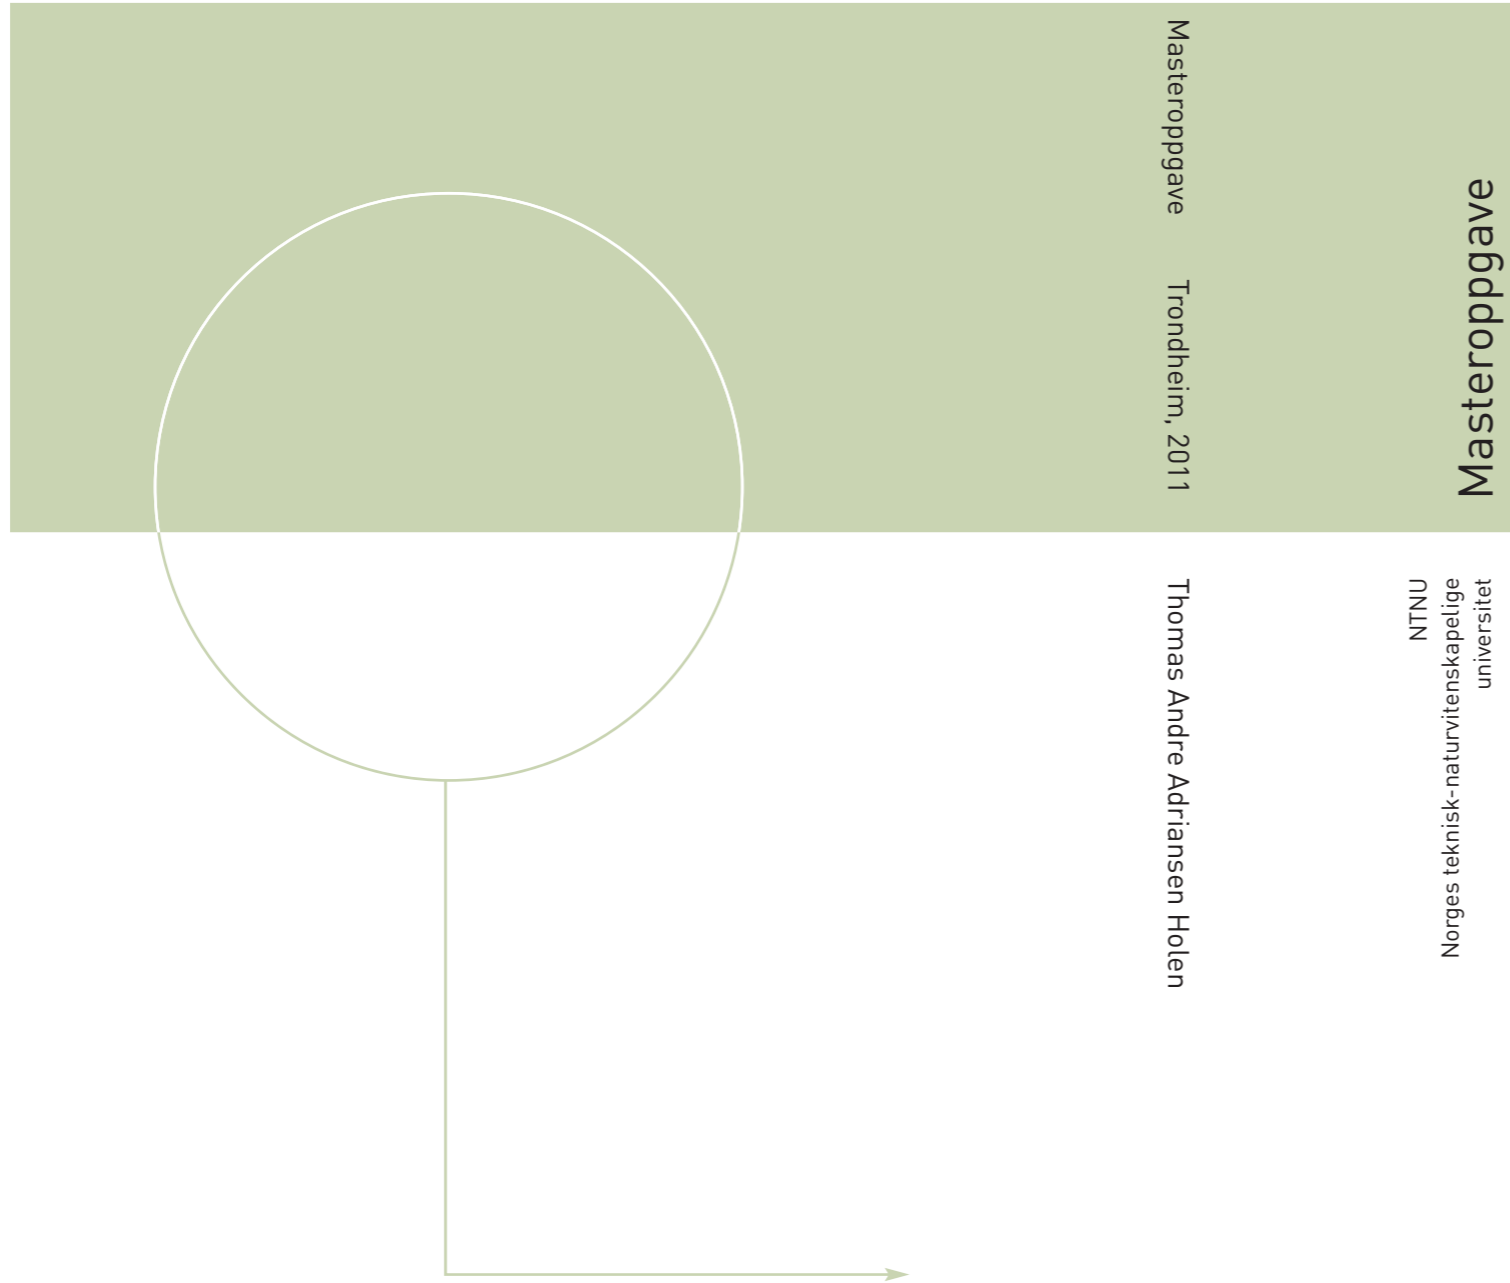 Masteroppgave
Trondheim, 2011
Thomas Andre Adriansen Holen
Masteroppgave
NTNU
Norges teknisk-naturvitenskapelige
universitet